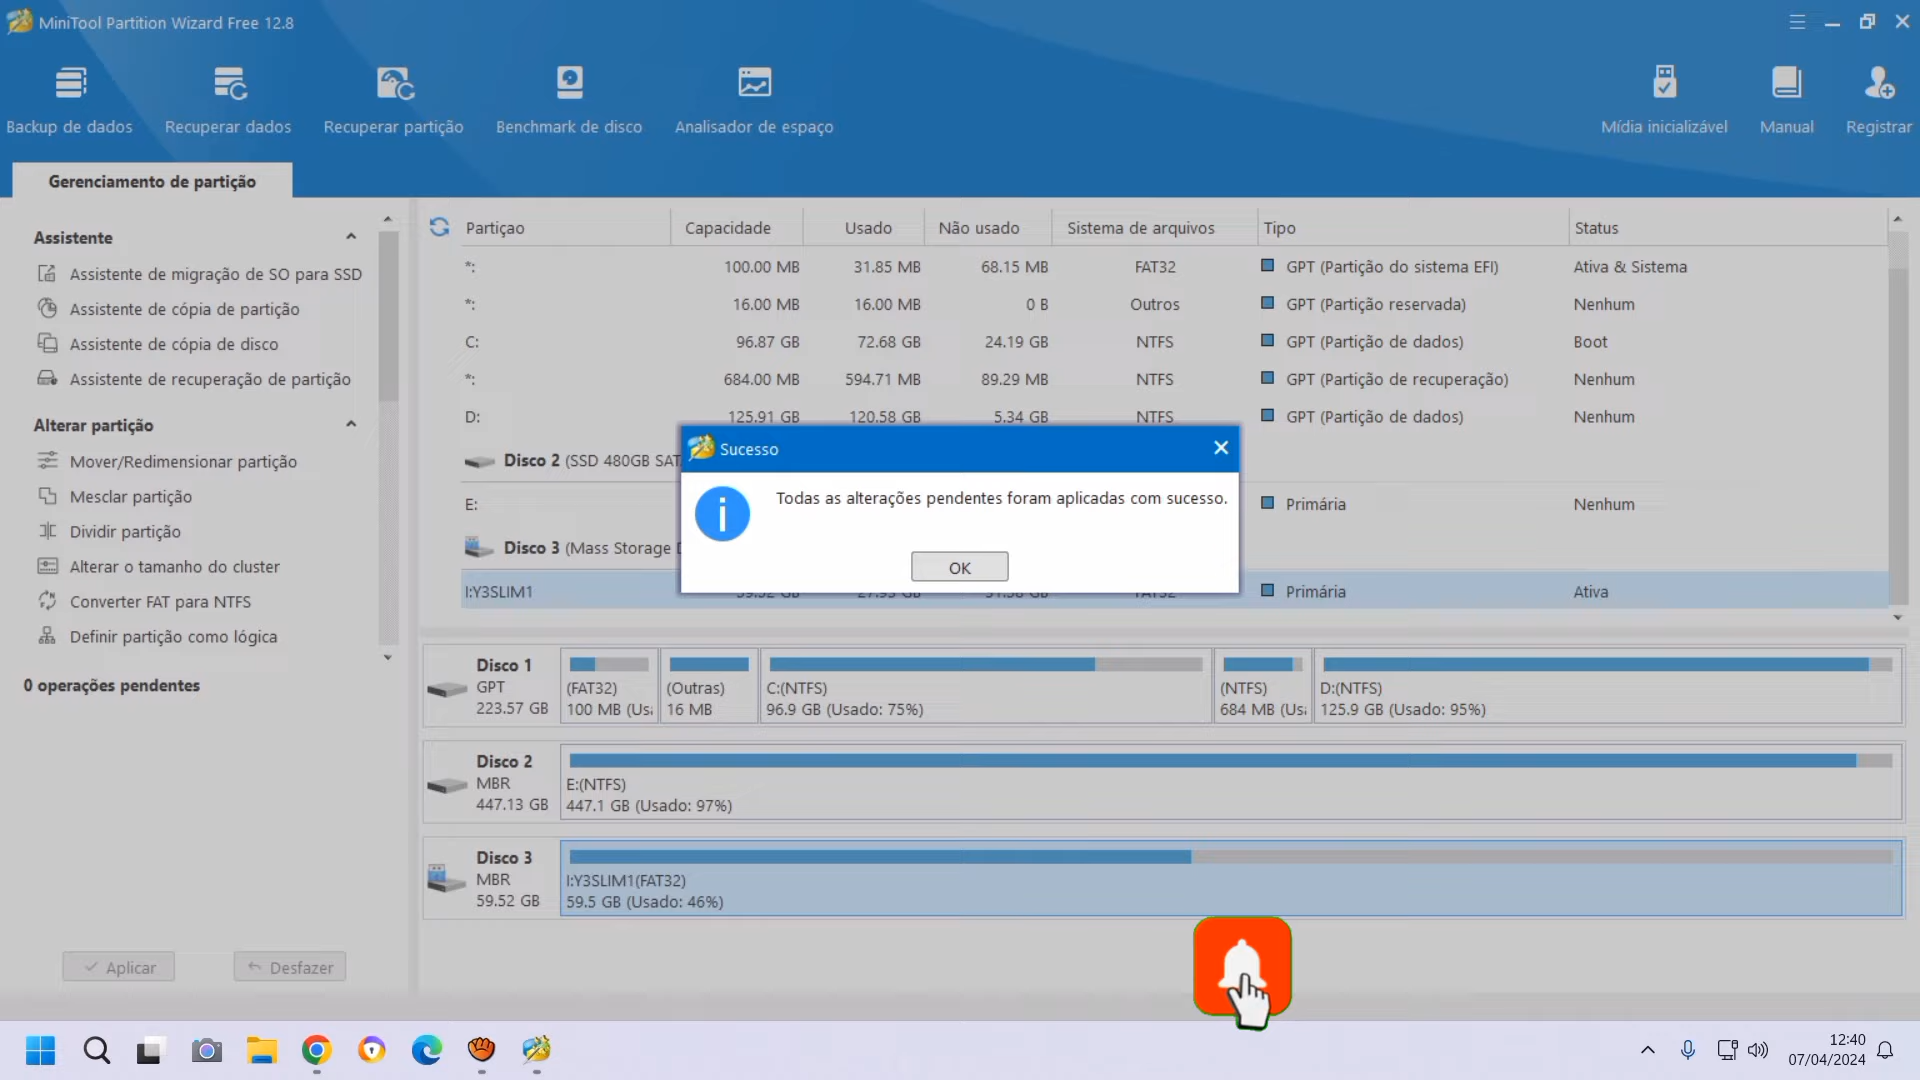 MiniTool Partition Wizard Free 12.8
Backup de dados
Recuperar dados
Recuperar partição
Benchmark de disco
Analisador de espaço
Mídia inicializável
Manual
Registrar
Gerenciamento de partição
Assistente
Assistente de migração de SO para SSD
Assistente de cópia de partição
Assistente de cópia de disco
Assistente de recuperação de partição
Alterar partição
Mover/Redimensionar partição
Mesclar partição
Dividir partição
Alterar o tamanho do cluster
Converter FAT para NTFS
Definir partição como lógica
0 operações pendentes
Aplicar
Desfazer
Partiçao Capacidade Usado Não usado Sistema de arquivos Tipo Status
*: 100.00 MB 31.85 MB 68.15 MB FAT32 GPT (Partição do sistema EFI) Ativa & Sistema
*: 16.00 MB 16.00 MB 0 B Outros GPT (Partição reservada) Nenhum
C: 96.87 GB 72.68 GB 24.19 GB NTFS GPT (Partição de dados) Boot
*: 684.00 MB 594.71 MB 89.29 MB NTFS GPT (Partição de recuperação) Nenhum
D: 125.91 GB 120.58 GB 5.34 GB NTFS GPT (Partição de dados) Nenhum
Disco 2 (SSD 480GB SAT
E: Primária Nenhum
Disco 3 (Mass Storage
I:Y3SLIM1 Primária Ativa
Sucesso
Todas as alterações pendentes foram aplicadas com sucesso.
OK
Disco 1
GPT
223.57 GB
(FAT32)
100 MB (Us
(Outras)
16 MB
C:(NTFS)
96.9 GB (Usado: 75%)
(NTFS)
684 MB (Us
D:(NTFS)
125.9 GB (Usado: 95%)
Disco 2
MBR
447.13 GB
E:(NTFS)
447.1 GB (Usado: 97%)
Disco 3
MBR
59.52 GB
I:Y3SLIM1(FAT32)
59.5 GB (Usado: 46%)
12:40
07/04/2024